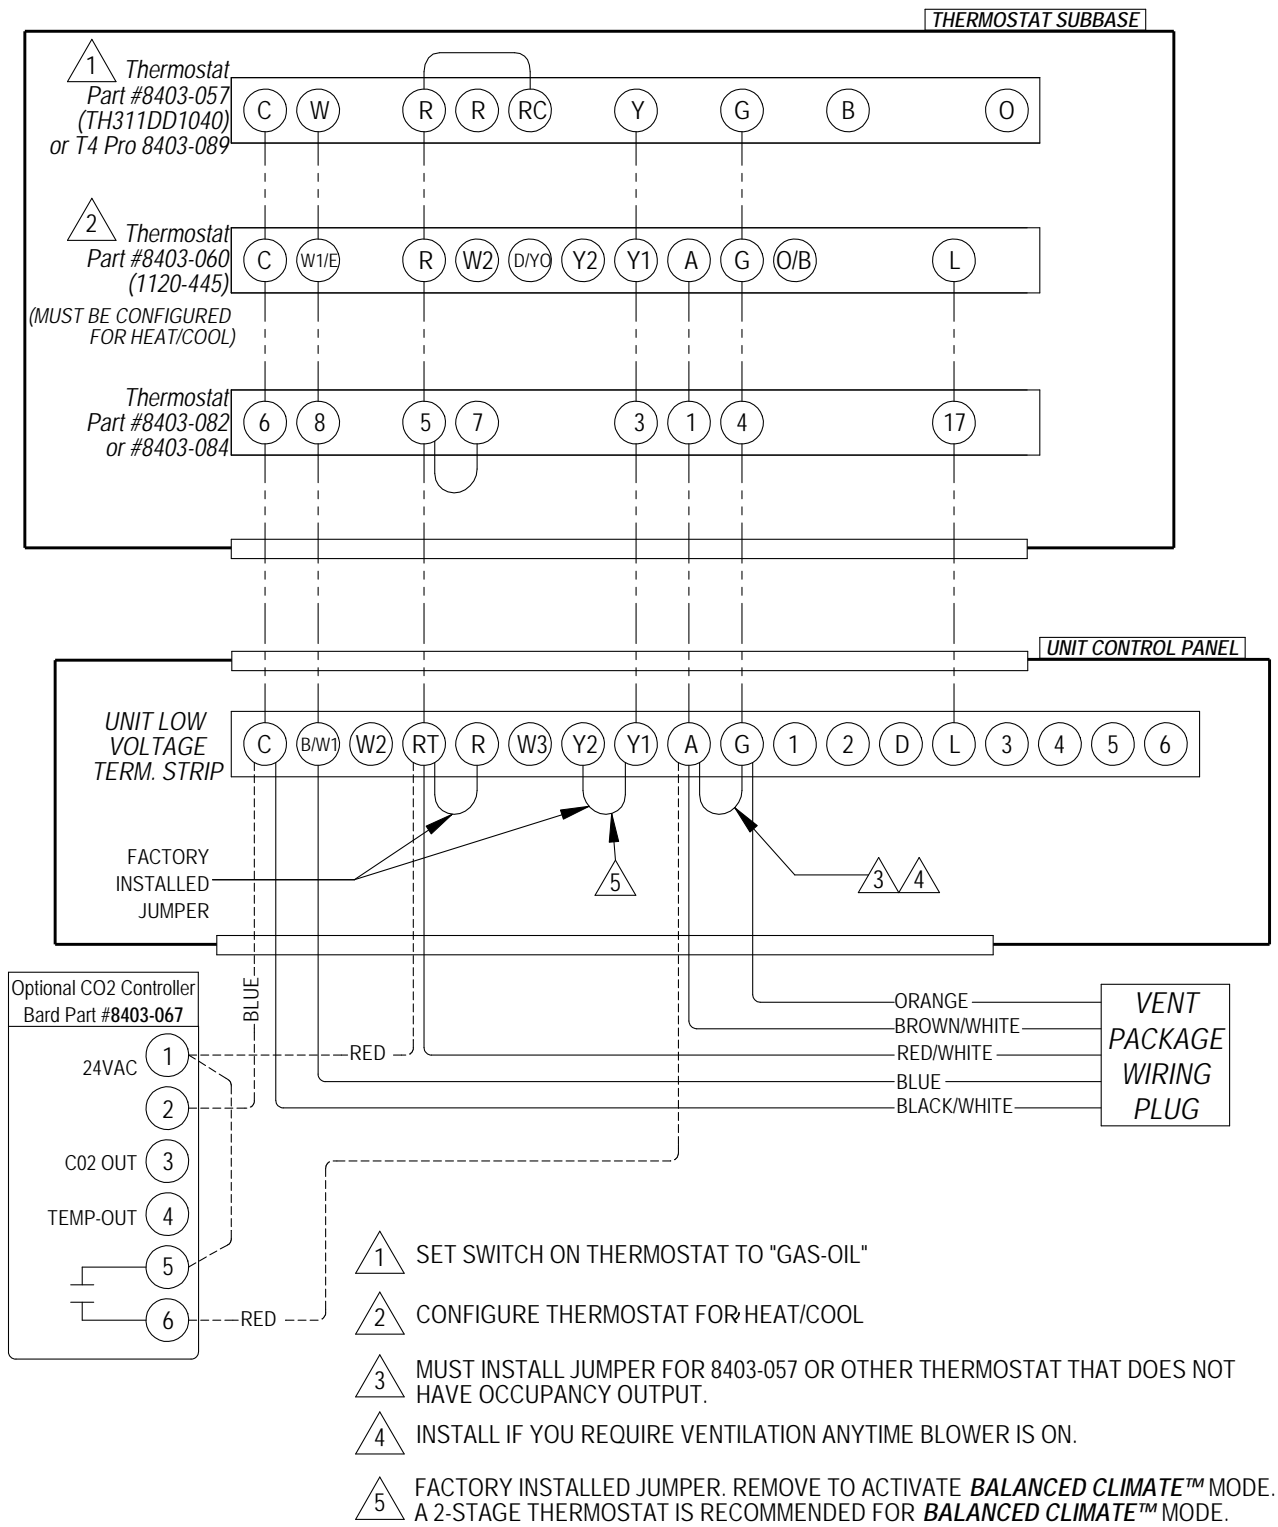 THERMOSTAT SUBBASE
1
Thermostat
Part #8403-057
(TH311DD1040)
or T4 Pro 8403-089
C W R R RC Y G B O
2
Thermostat
Part #8403-060
(1120-445)
(MUST BE CONFIGURED
FOR HEAT/COOL)
C W1/E R W2 D/YO Y2 Y1 A G O/B L
Thermostat
Part #8403-082
or #8403-084
6 8 5 7 3 1 4 17
UNIT CONTROL PANEL
UNIT LOW
VOLTAGE
TERM. STRIP
C B/W1 W2 RT R W3 Y2 Y1 A G 1 2 D L 3 4 5 6
FACTORY
INSTALLED
JUMPER
5
3 4
Optional CO2 Controller
Bard Part #8403-067
24VAC
1
2
C02 OUT 3
TEMP-OUT 4
5
6
BLUE
RED
RED
ORANGE
BROWN/WHITE
RED/WHITE
BLUE
BLACK/WHITE
VENT
PACKAGE
WIRING
PLUG
1 SET SWITCH ON THERMOSTAT TO "GAS-OIL"
2 CONFIGURE THERMOSTAT FOR HEAT/COOL
3 MUST INSTALL JUMPER FOR 8403-057 OR OTHER THERMOSTAT THAT DOES NOT
HAVE OCCUPANCY OUTPUT.
4 INSTALL IF YOU REQUIRE VENTILATION ANYTIME BLOWER IS ON.
5 FACTORY INSTALLED JUMPER. REMOVE TO ACTIVATE BALANCED CLIMATE™ MODE.
A 2-STAGE THERMOSTAT IS RECOMMENDED FOR BALANCED CLIMATE™ MODE.